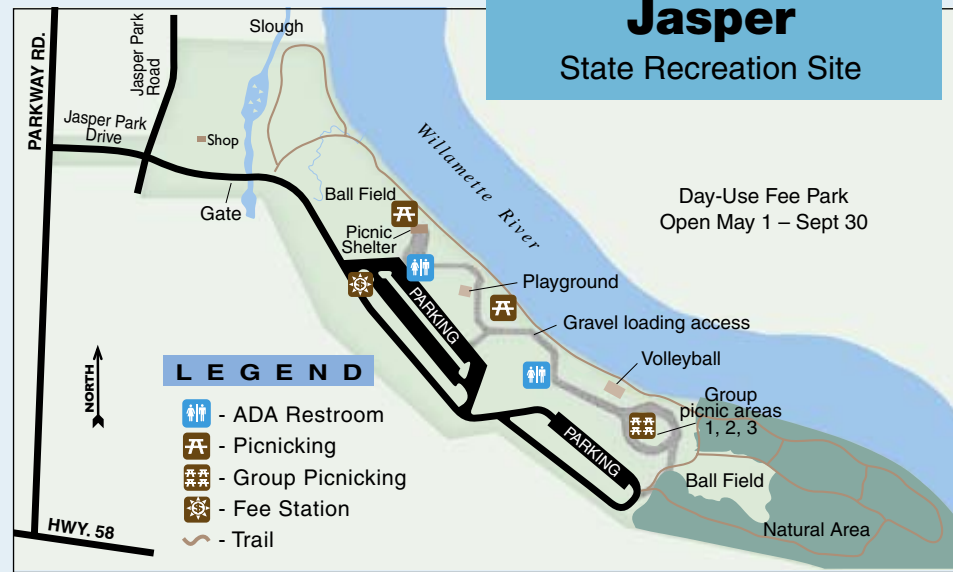 Jasper
State Recreation Site
Slough
PARKWAY RD.
Jasper Park
Road
Jasper Park
Drive
Shop
Gate
Willamette River
Day-Use Fee Park
Open May 1 – Sept 30
Ball Field
Picnic
Shelter
Playground
PARKING
Gravel loading access
Volleyball
Group
picnic areas
1, 2, 3
PARKING
Ball Field
Natural Area
NORTH
LEGEND
- ADA Restroom
- Picnicking
- Group Picnicking
- Fee Station
- Trail
HWY. 58